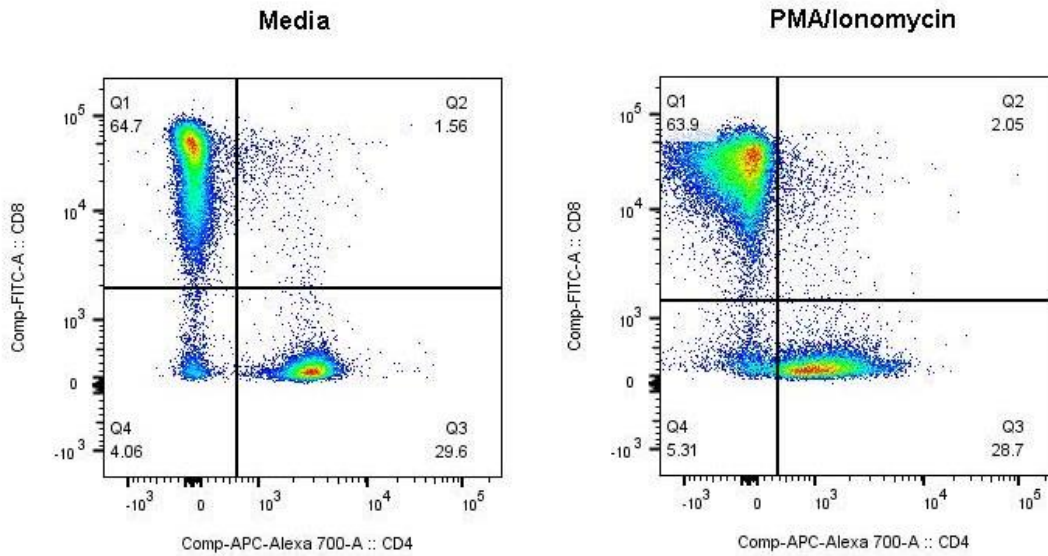 Media
PMA/Ionomycin
Q1
64.7
Q2
1.56
Q4
4.06
Q3
29.6
10^5
10^4
10^3
0
-10^3
Comp-FITC-A :: CD8
-10^3 0 10^3 10^4 10^5
Comp-APC-Alexa 700-A :: CD4
Q1
63.9
Q2
2.05
Q4
5.31
Q3
28.7
10^5
10^4
10^3
0
-10^3
Comp-FITC-A :: CD8
-10^3 0 10^3 10^4 10^5
Comp-APC-Alexa 700-A :: CD4